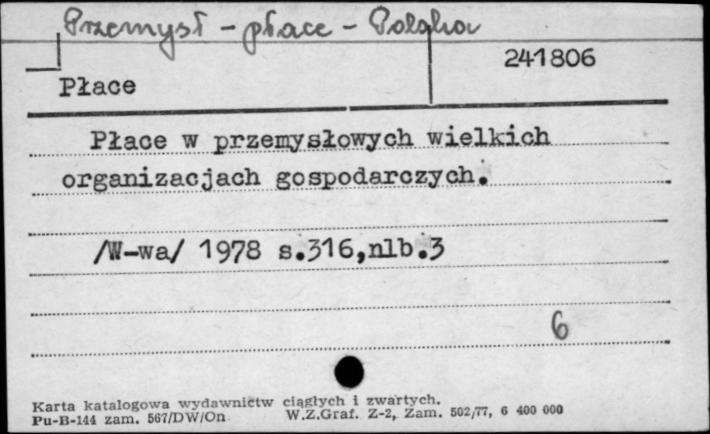 Przemysł - płace - Polska
241806
Płace
Płace w przemysłowych wielkich
organizacjach gospodarczych.
/W-wa/ 1978 s.316,nlb.3
6
Karta katalogowa wydawnictw ciągłych i zwartych.
Pu-B-144 zam. 567/DW/On. W.Z.Graf. Z-2, Zam. 502/77, 6 400 000